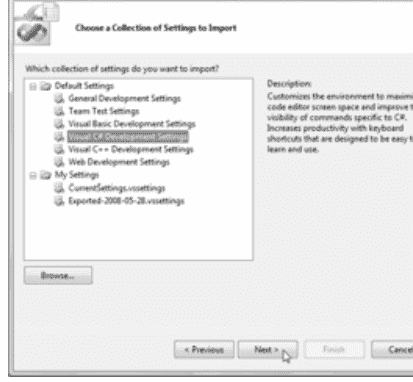 Choose a Collection of Settings to Import
Which collection of settings do you want to import?
Default Settings
General Development Settings
Team Test Settings
Visual Basic Development Settings
Visual C# Development Settings
Visual C++ Development Settings
Web Development Settings
My Settings
CurrentSettings.vssettings
Exported-2008-05-28.vssettings
Description:
Customizes the environment to maximi
code editor screen space and improve t
visibility of commands specific to C#.
Increases productivity with keyboard
shortcuts that are designed to be easy t
learn and use.
Browse...
< Previous
Next >
Finish
Cancel